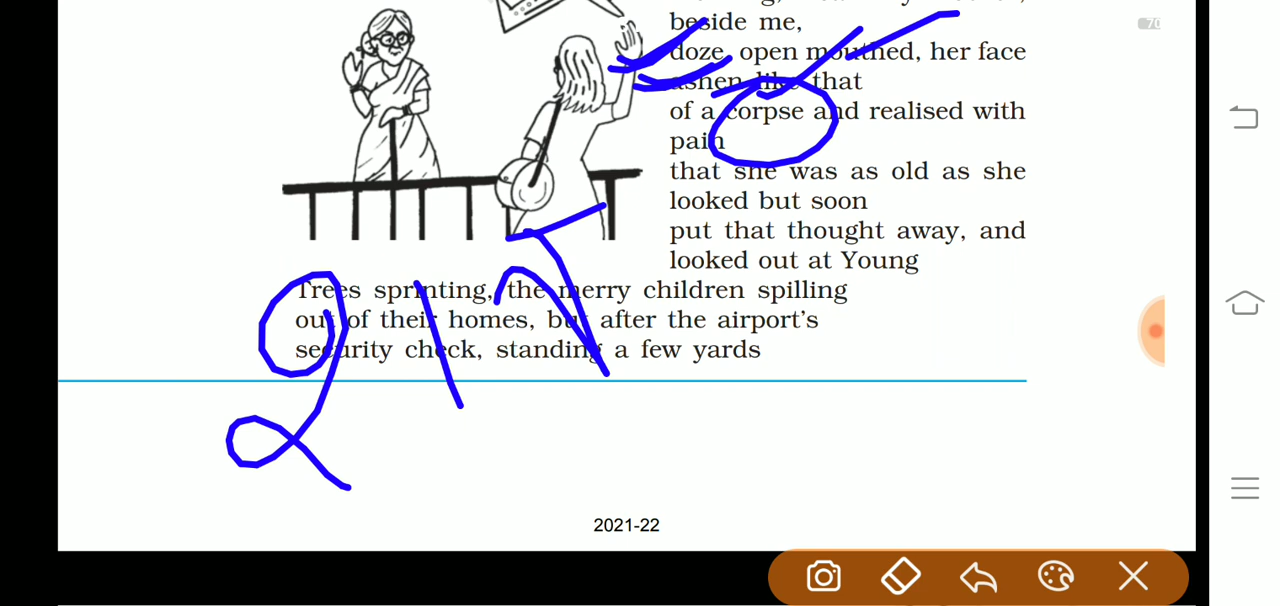 beside me,
doze, open mouthed, her face
ashen like that
of a corpse and realised with
pain
that she was as old as she
looked but soon
put that thought away, and
looked out at Young
Trees sprinting, the merry children spilling
out of their homes, but after the airport's
security check, standing a few yards
2021-22